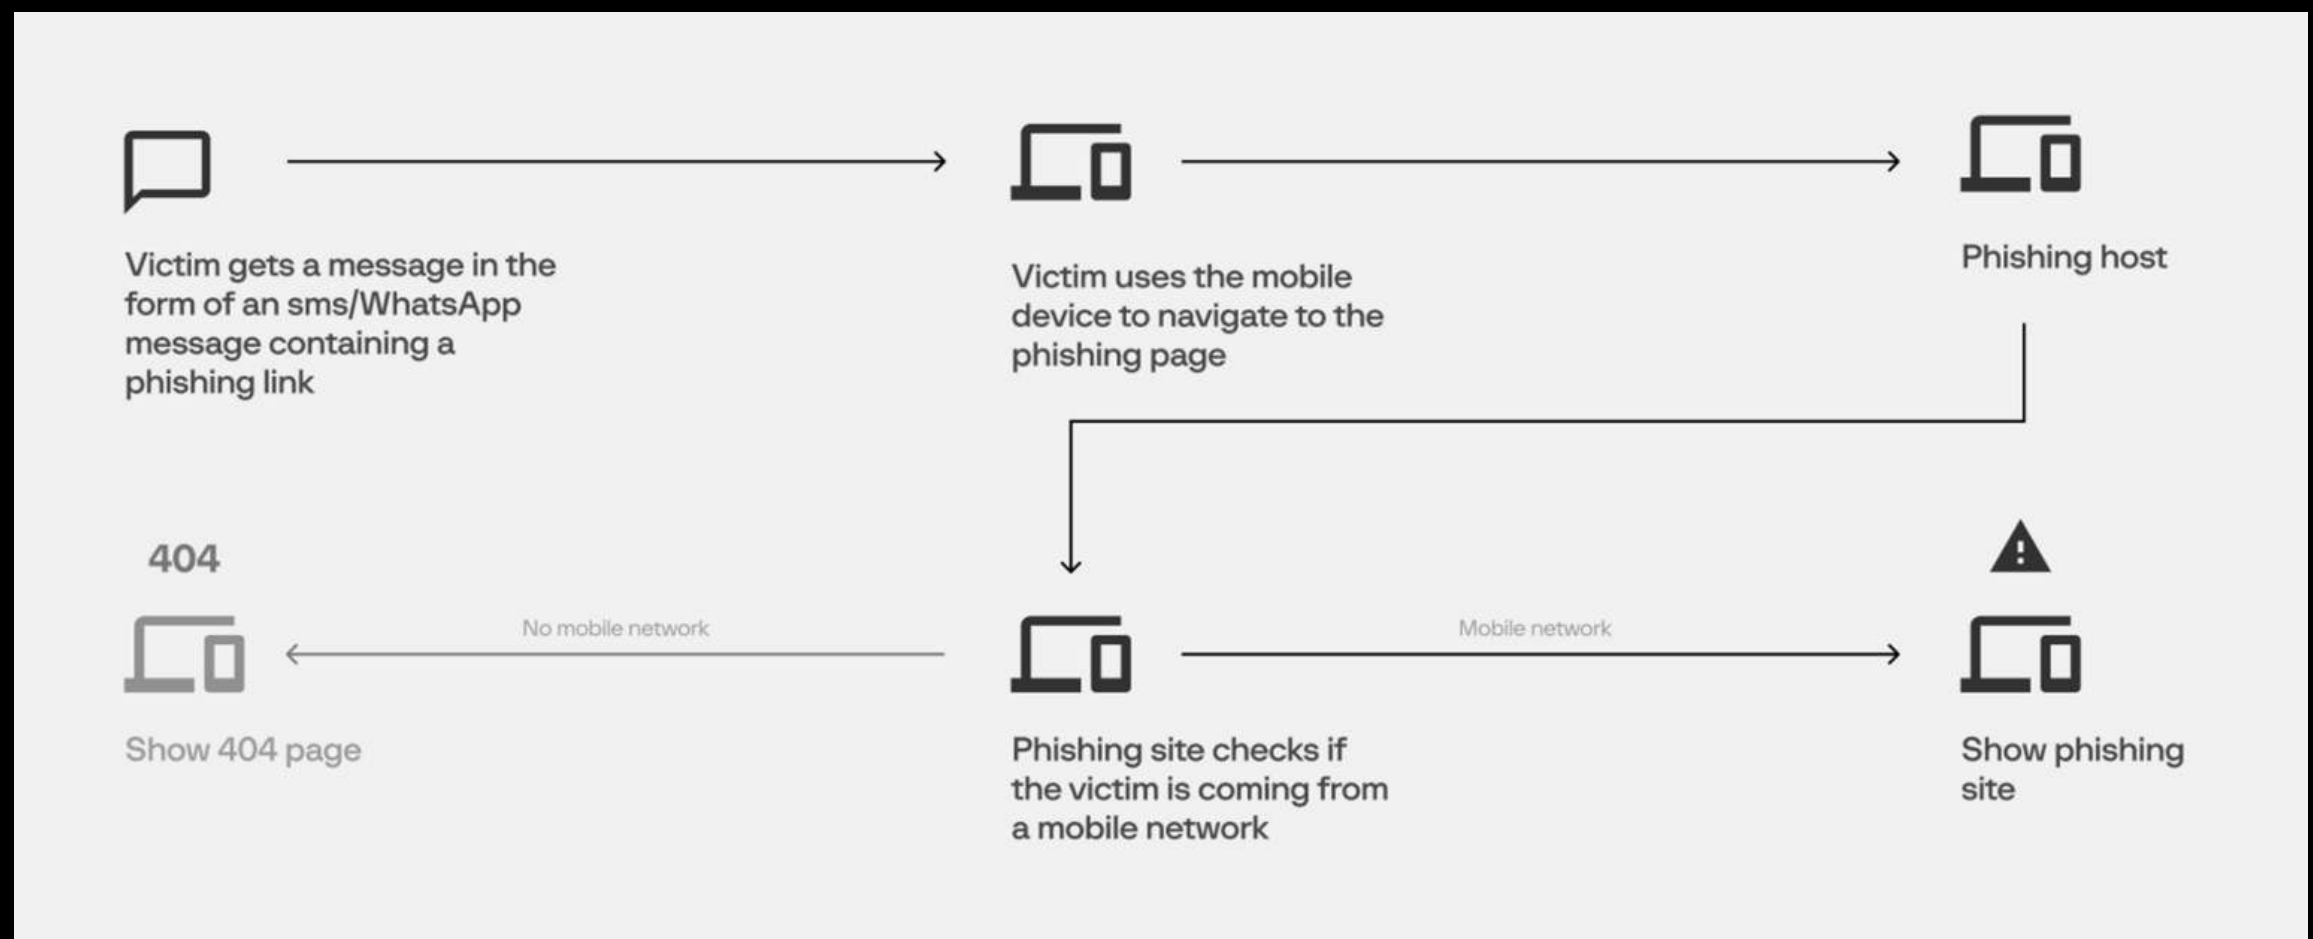 Victim gets a message in the
form of an sms/WhatsApp
message containing a
phishing link
Victim uses the mobile
device to navigate to the
phishing page
Phishing host
404
Show 404 page
No mobile network
Phishing site checks if
the victim is coming from
a mobile network
Mobile network
Show phishing
site